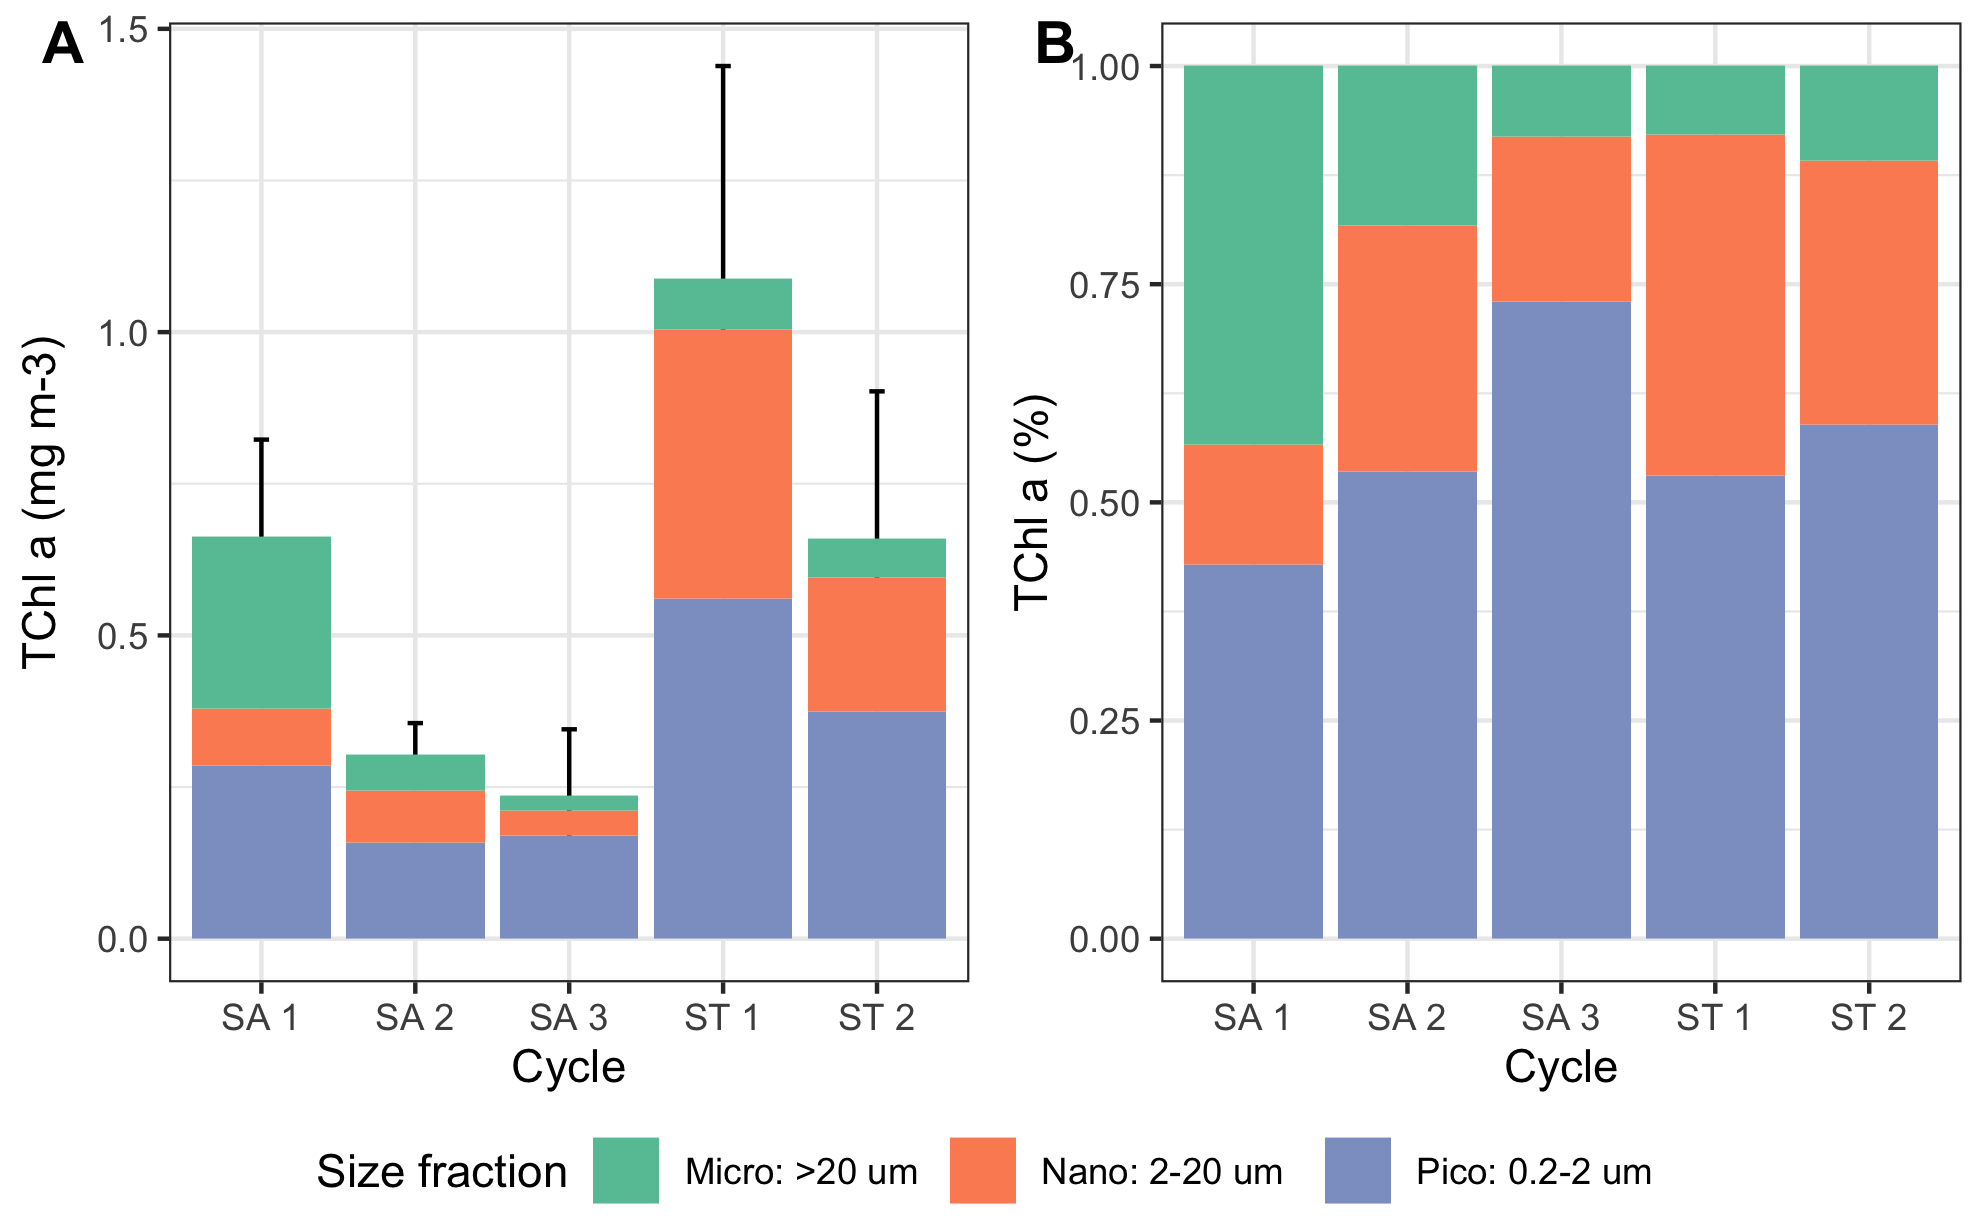 A
1.5
1.0
0.5
0.0
TChl a (mg m-3)
SA 1 SA 2 SA 3 ST 1 ST 2
Cycle
B
1.00
0.75
0.50
0.25
0.00
TChl a (%)
SA 1 SA 2 SA 3 ST 1 ST 2
Cycle
Size fraction Micro: >20 um Nano: 2-20 um Pico: 0.2-2 um